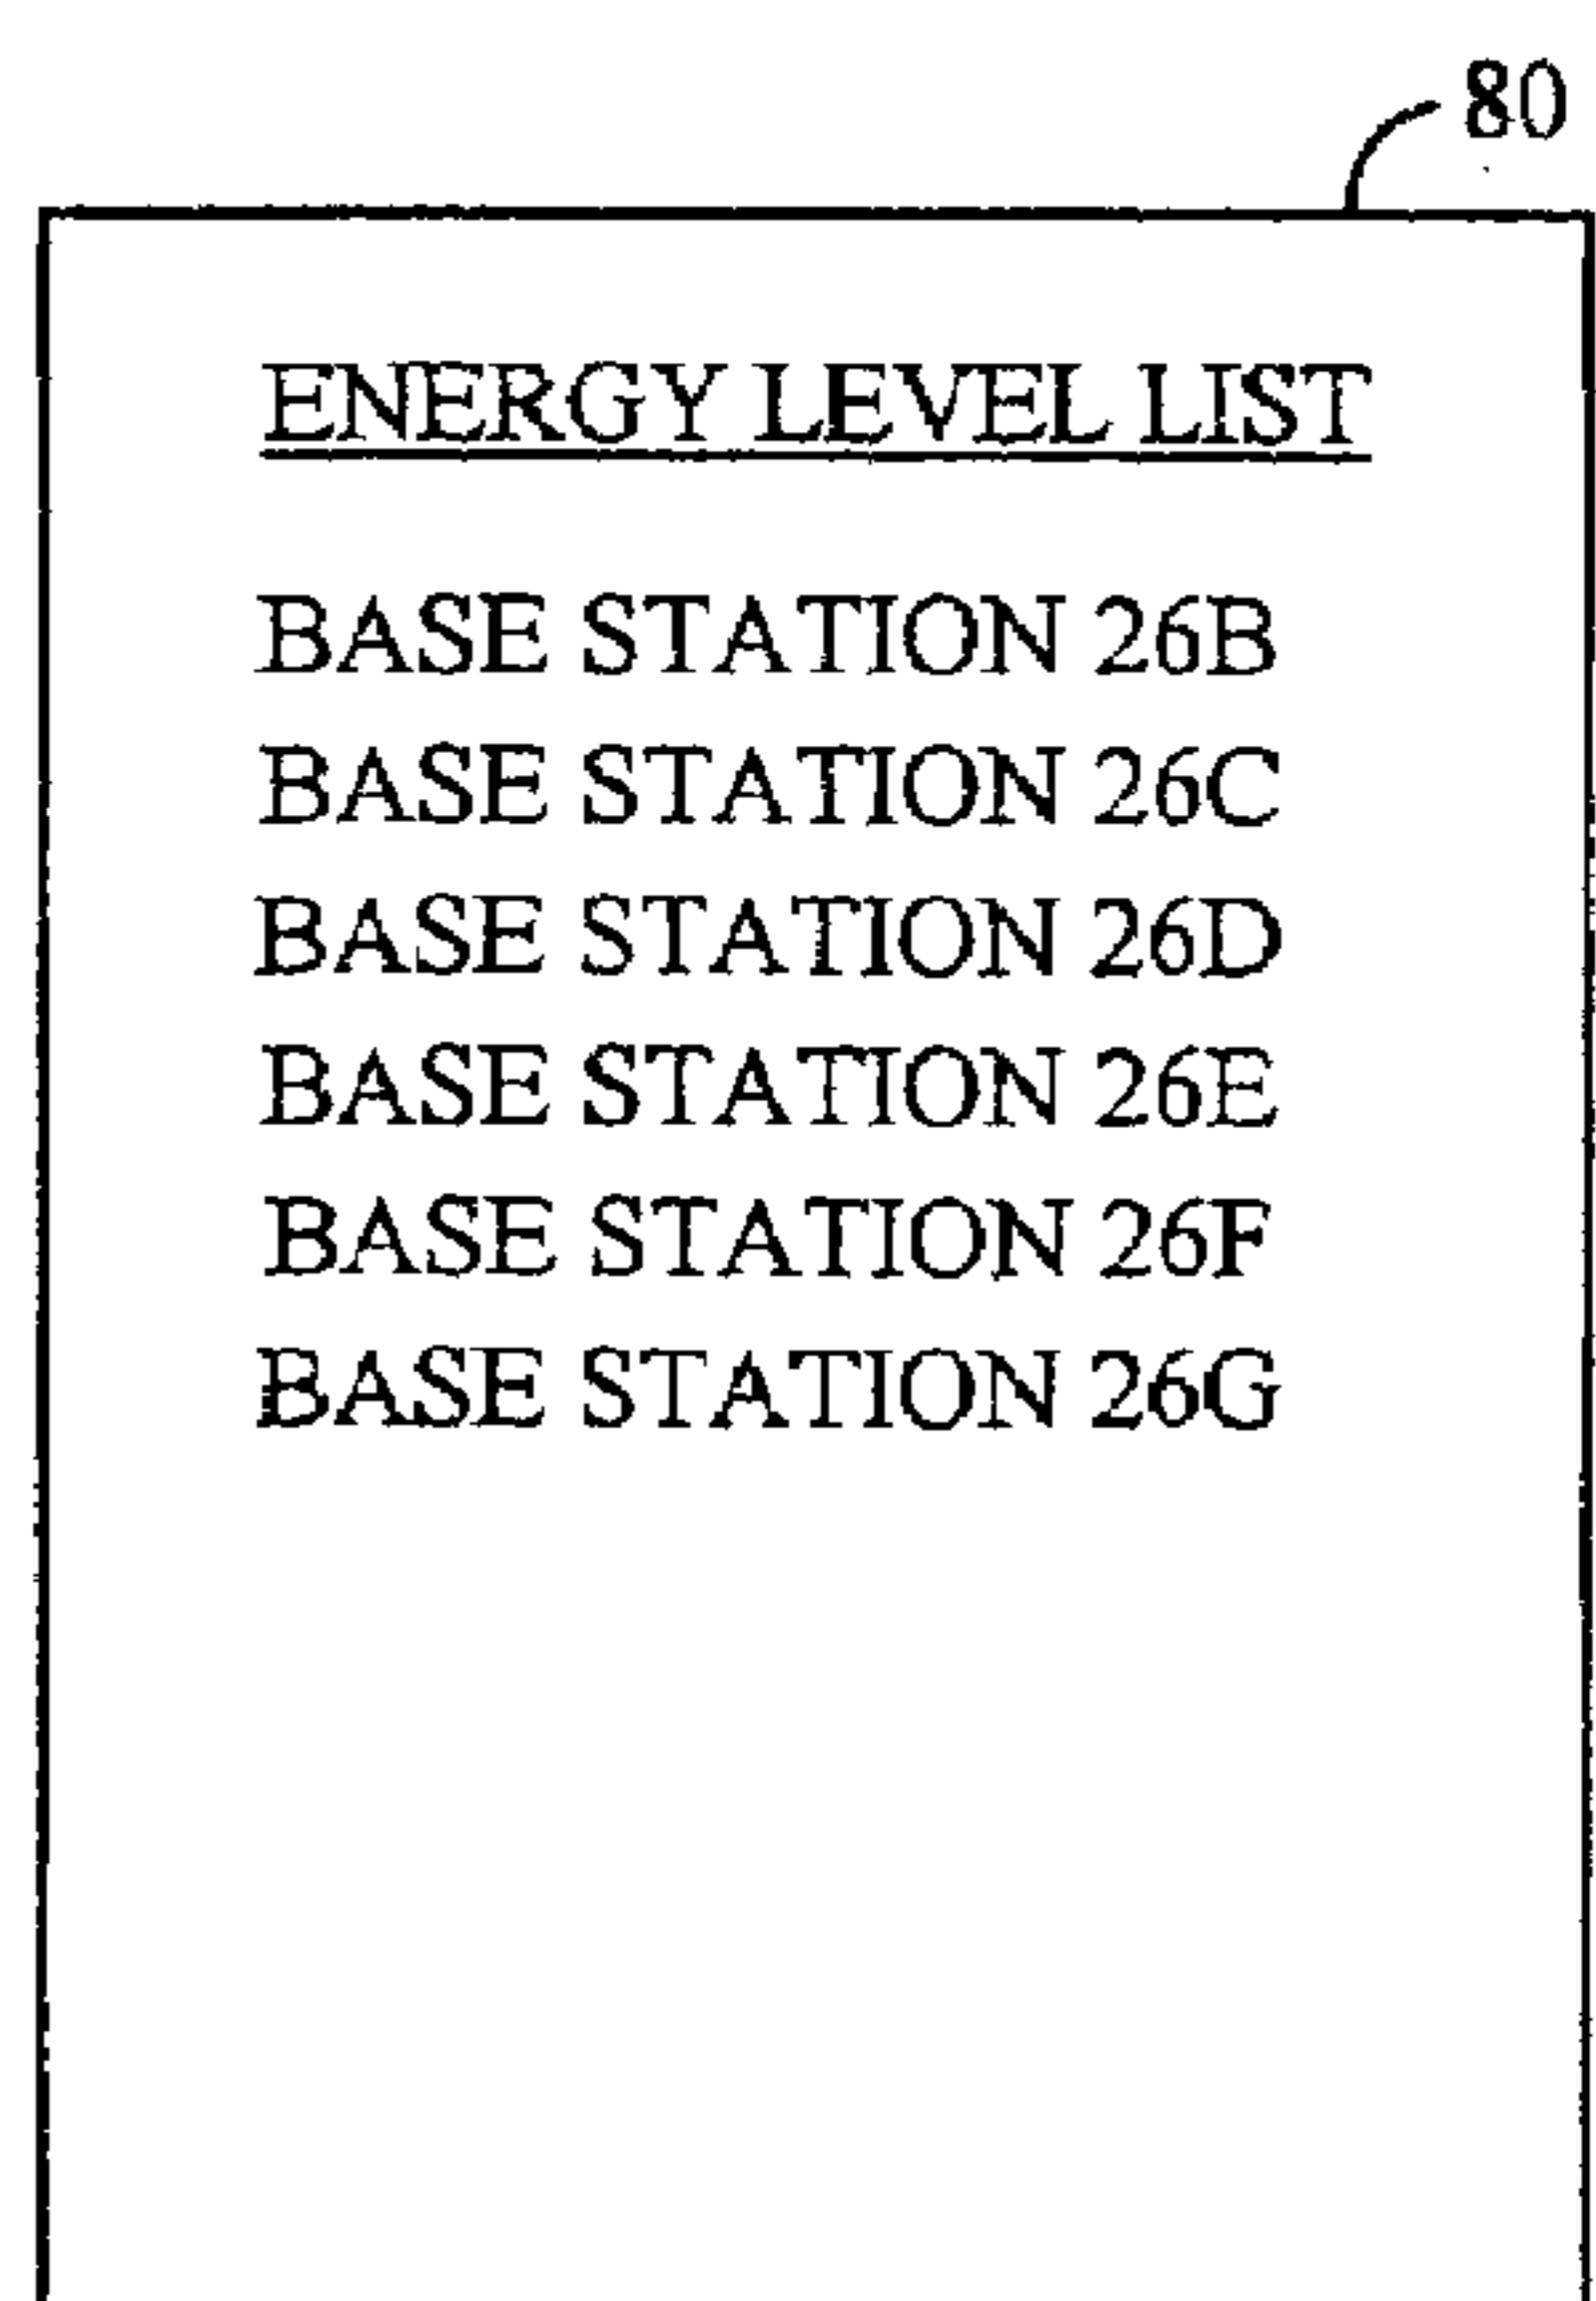 80
ENERGY LEVEL LIST
BASE STATION 26B
BASE STATION 26C
BASE STATION 26D
BASE STATION 26E
BASE STATION 26F
BASE STATION 26G